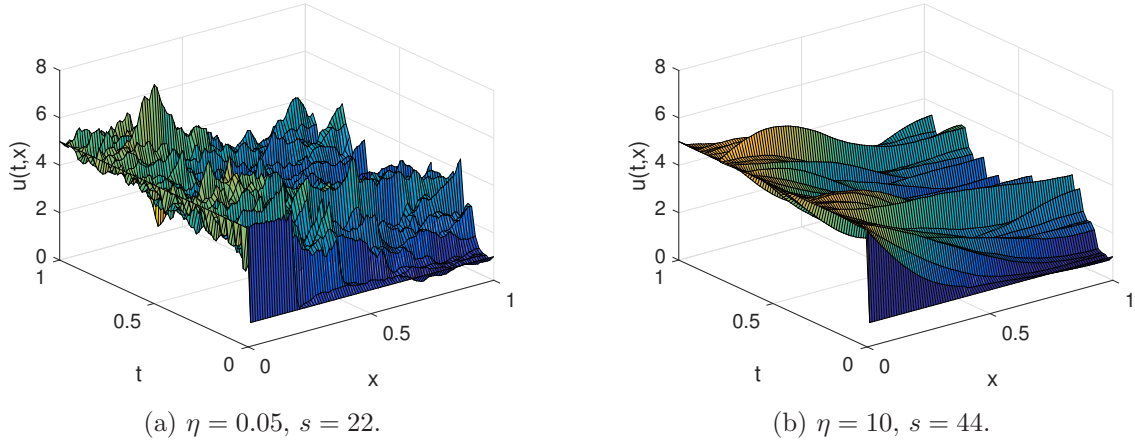 8
6
4
2
0
u(t,x)
1
0.5
0
t
0
0.5
1
x
(a) η = 0.05, s = 22.
8
6
4
2
0
u(t,x)
1
0.5
0
t
0
0.5
1
x
(b) η = 10, s = 44.